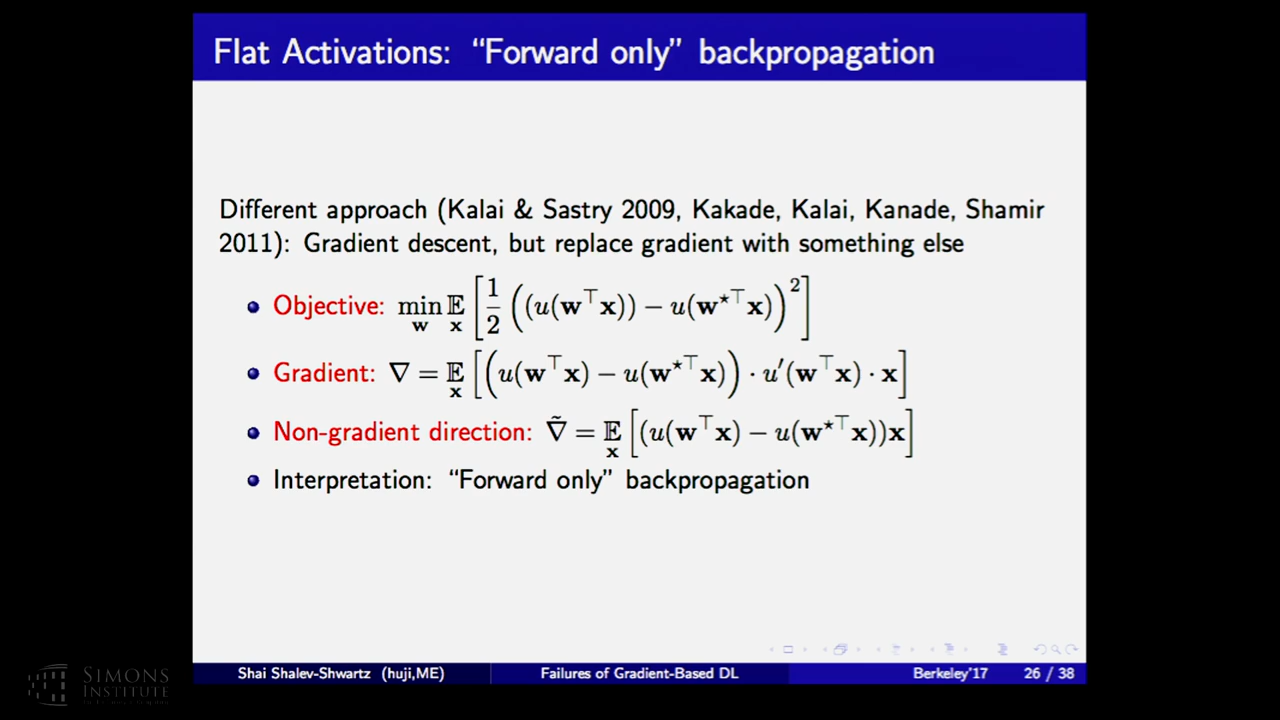 Flat Activations: “Forward only” backpropagation
Different approach (Kalai & Sastry 2009, Kakade, Kalai, Kanade, Shamir
2011): Gradient descent, but replace gradient with something else
Objective: min_w E_x [ 1/2 ( (u(w^⊤x)) − u(w^{⋆⊤}x) )^2 ]
Gradient: ∇ = E_x [ ( u(w^⊤x) − u(w^{⋆⊤}x) ) · u′(w^⊤x) · x ]
Non-gradient direction: ∇̃ = E_x [ (u(w^⊤x) − u(w^{⋆⊤}x))x ]
Interpretation: “Forward only” backpropagation
Shai Shalev-Shwartz (huji,ME) Failures of Gradient-Based DL Berkeley'17 26 / 38
SIMONS
INSTITUTE